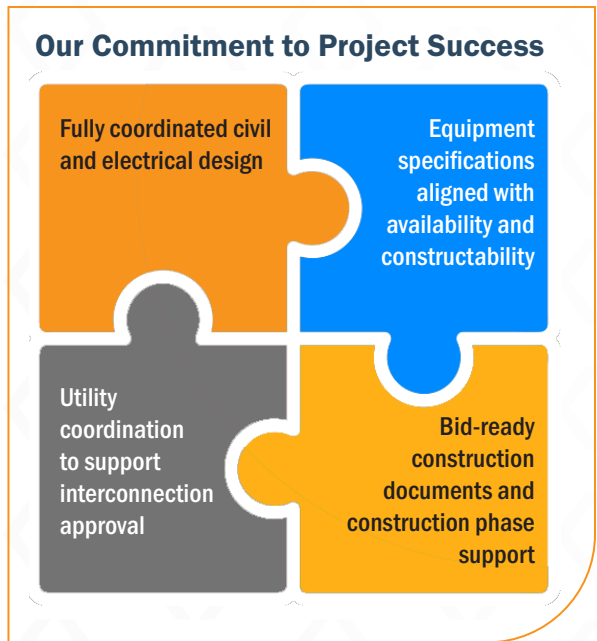 Our Commitment to Project Success
Fully coordinated civil
and electrical design
Equipment
specifications
aligned with
availability and
constructability
Utility
coordination
to support
interconnection
approval
Bid-ready
construction
documents and
construction phase
support